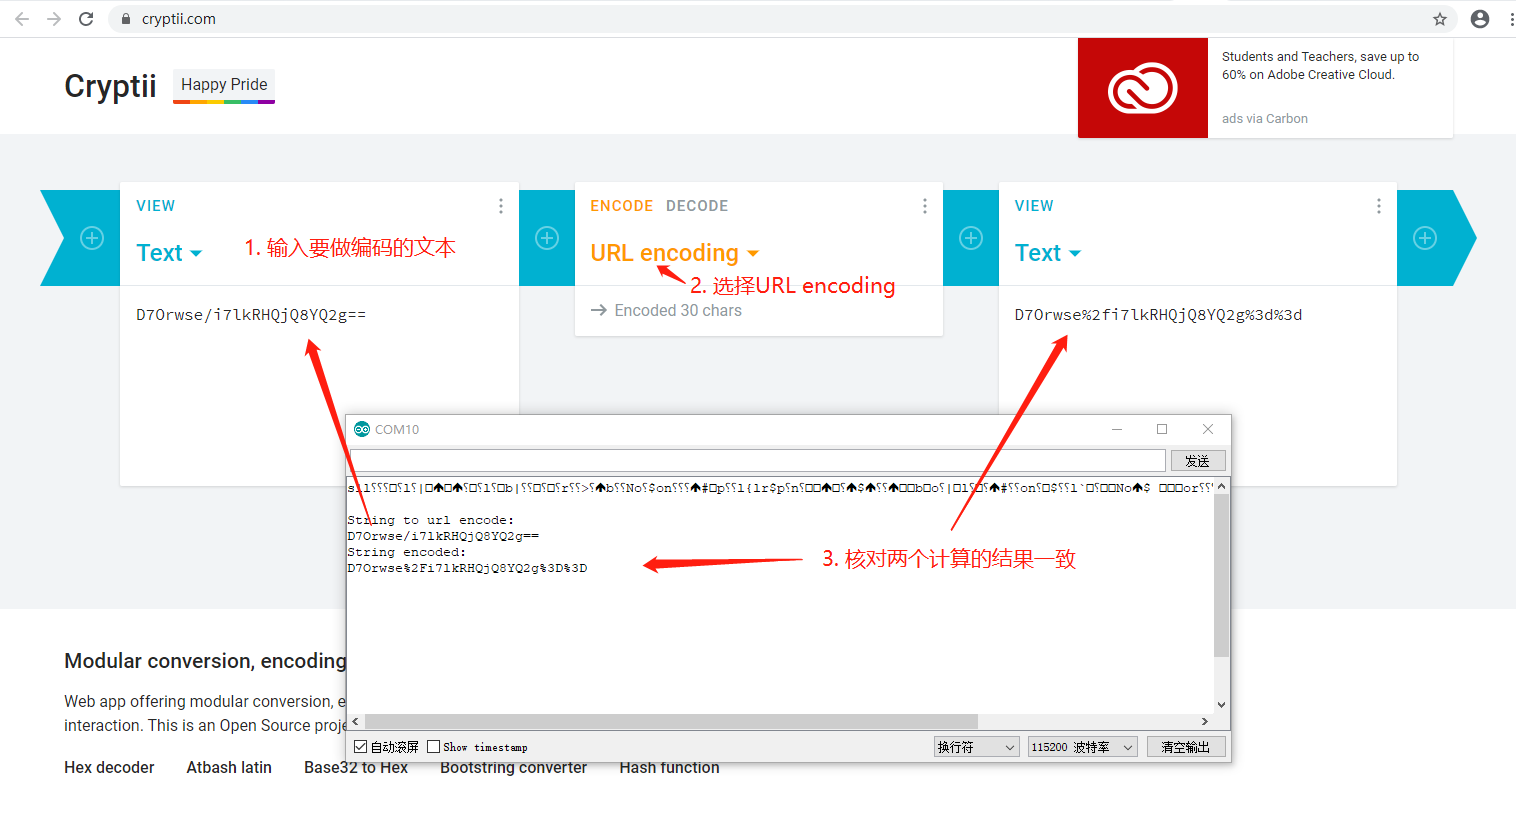 cryptii.com
Students and Teachers, save up to
60% on Adobe Creative Cloud.
ads via Carbon
Cryptii
Happy Pride
VIEW
Text
1. 输入要做编码的文本
D7Orwse/i7lkRHQjQ8YQ2g==
ENCODE DECODE
URL encoding
2. 选择URL encoding
Encoded 30 chars
VIEW
Text
D7Orwse%2fi7lkRHQjQ8YQ2g%3d%3d
COM10
发送
String to url encode:
D7Orwse/i7lkRHQjQ8YQ2g==
String encoded:
D7Orwse%2Fi7lkRHQjQ8YQ2g%3D%3D
3. 核对两个计算的结果一致
自动滚屏 Show timestamp
换行符
115200 波特率
清空输出
Modular conversion, encoding
Web app offering modular conversion, e
interaction. This is an Open Source proje
Hex decoder Atbash latin Base32 to Hex Bootstring converter Hash function